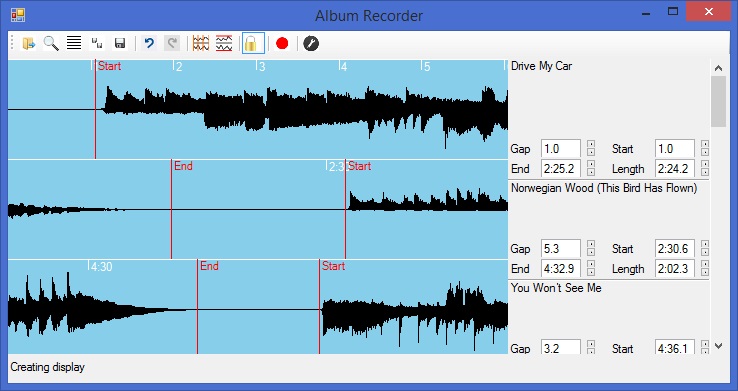 Album Recorder
Start 2 3 4 5
Drive My Car
Gap 1.0 Start 1.0
End 2:25.2 Length 2:24.2
End Start
Norwegian Wood (This Bird Has Flown)
Gap 5.3 Start 2:30.6
End 4:32.9 Length 2:02.3
4:30 End Start
You Won't See Me
Gap 3.2 Start 4:36.1
Creating display